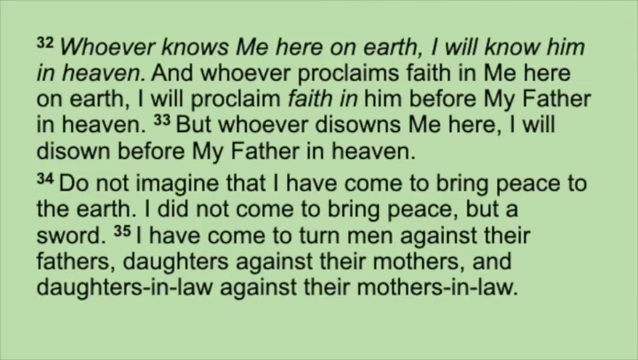 32 Whoever knows Me here on earth, I will know him
in heaven. And whoever proclaims faith in Me here
on earth, I will proclaim faith in him before My Father
in heaven. 33 But whoever disowns Me here, I will
disown before My Father in heaven.
34 Do not imagine that I have come to bring peace to
the earth. I did not come to bring peace, but a
sword. 35 I have come to turn men against their
fathers, daughters against their mothers, and
daughters-in-law against their mothers-in-law.